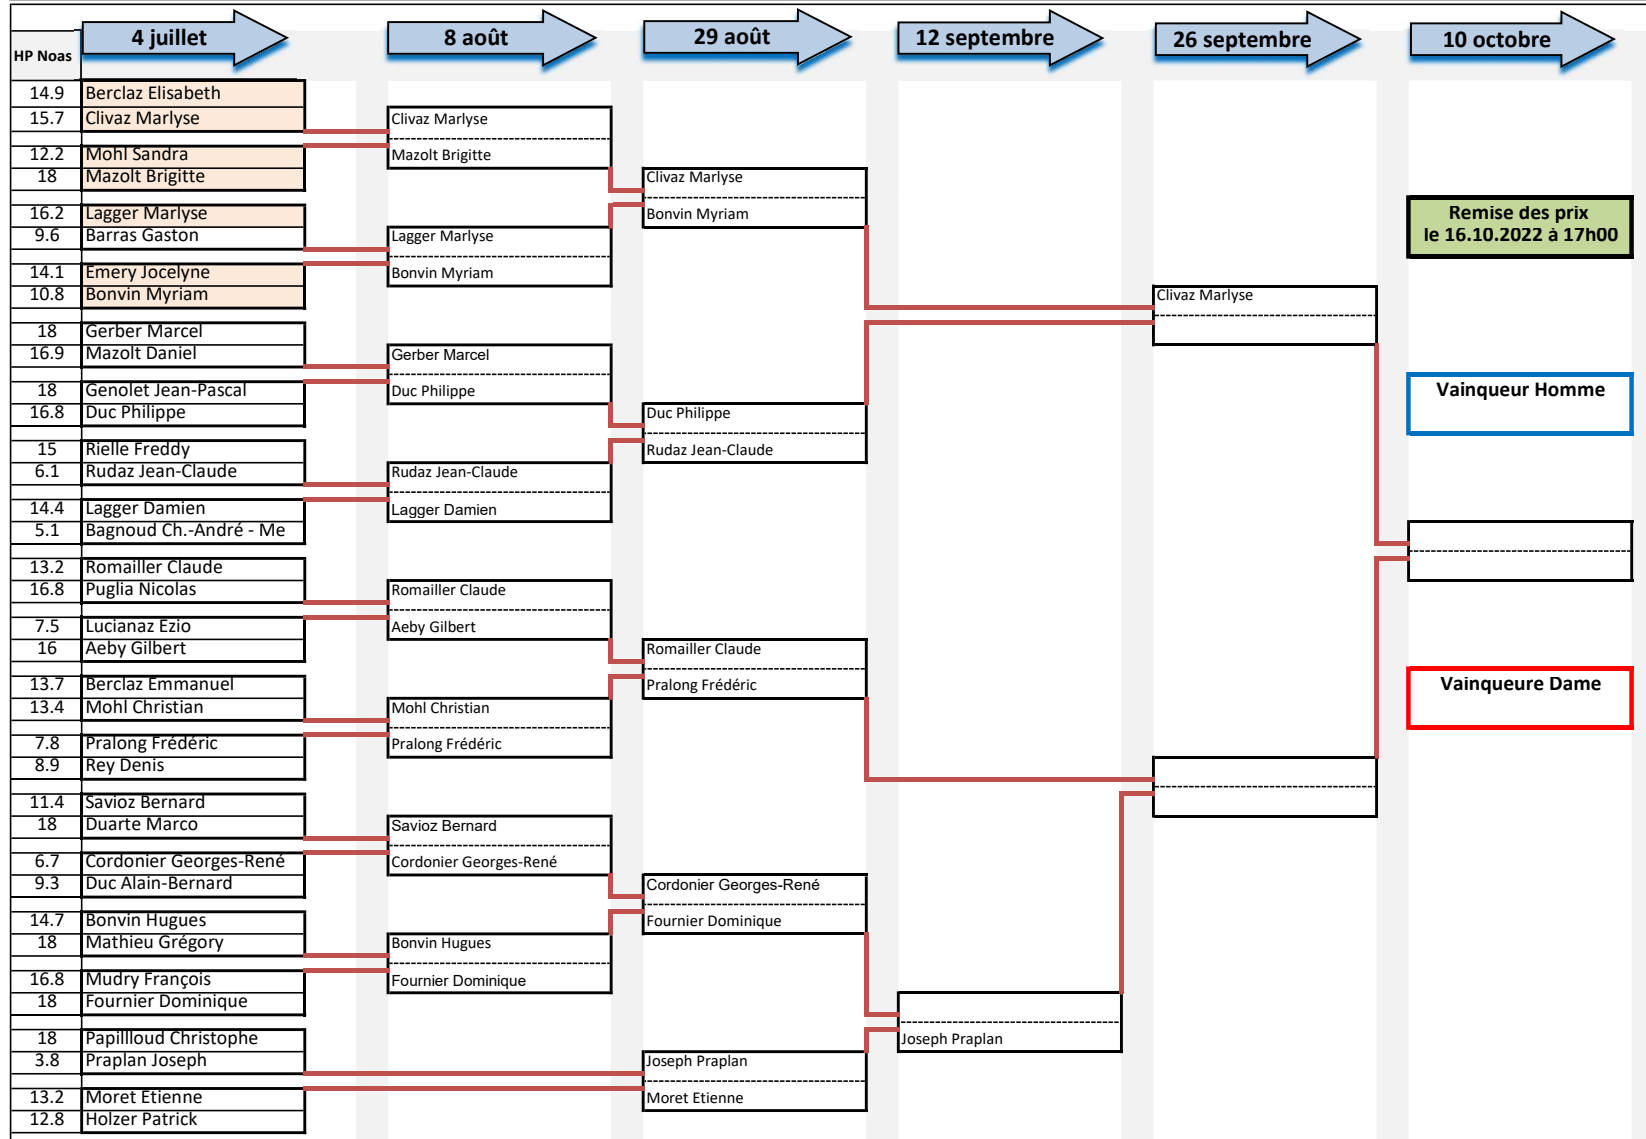 4 juillet
8 août
29 août
12 septembre
26 septembre
10 octobre
HP Noas
14.9 Berclaz Elisabeth
15.7 Clivaz Marlyse
12.2 Mohl Sandra
18 Mazolt Brigitte
16.2 Lagger Marlyse
9.6 Barras Gaston
14.1 Emery Jocelyne
10.8 Bonvin Myriam
18 Gerber Marcel
16.9 Mazolt Daniel
18 Genolet Jean-Pascal
16.8 Duc Philippe
15 Rielle Freddy
6.1 Rudaz Jean-Claude
14.4 Lagger Damien
5.1 Bagnoud Ch.-André - Me
13.2 Romailler Claude
16.8 Puglia Nicolas
7.5 Lucianaz Ezio
16 Aeby Gilbert
13.7 Berclaz Emmanuel
13.4 Mohl Christian
7.8 Pralong Frédéric
8.9 Rey Denis
11.4 Savioz Bernard
18 Duarte Marco
6.7 Cordonier Georges-René
9.3 Duc Alain-Bernard
14.7 Bonvin Hugues
18 Mathieu Grégory
16.8 Mudry François
18 Fournier Dominique
18 Papillloud Christophe
3.8 Praplan Joseph
13.2 Moret Etienne
12.8 Holzer Patrick
Clivaz Marlyse
Mazolt Brigitte
Lagger Marlyse
Bonvin Myriam
Gerber Marcel
Duc Philippe
Rudaz Jean-Claude
Lagger Damien
Romailler Claude
Aeby Gilbert
Mohl Christian
Pralong Frédéric
Savioz Bernard
Cordonier Georges-René
Bonvin Hugues
Fournier Dominique
Clivaz Marlyse
Bonvin Myriam
Duc Philippe
Rudaz Jean-Claude
Romailler Claude
Pralong Frédéric
Cordonier Georges-René
Fournier Dominique
Joseph Praplan
Moret Etienne
Joseph Praplan
Clivaz Marlyse
Remise des prix
le 16.10.2022 à 17h00
Vainqueur Homme
Vainqueure Dame